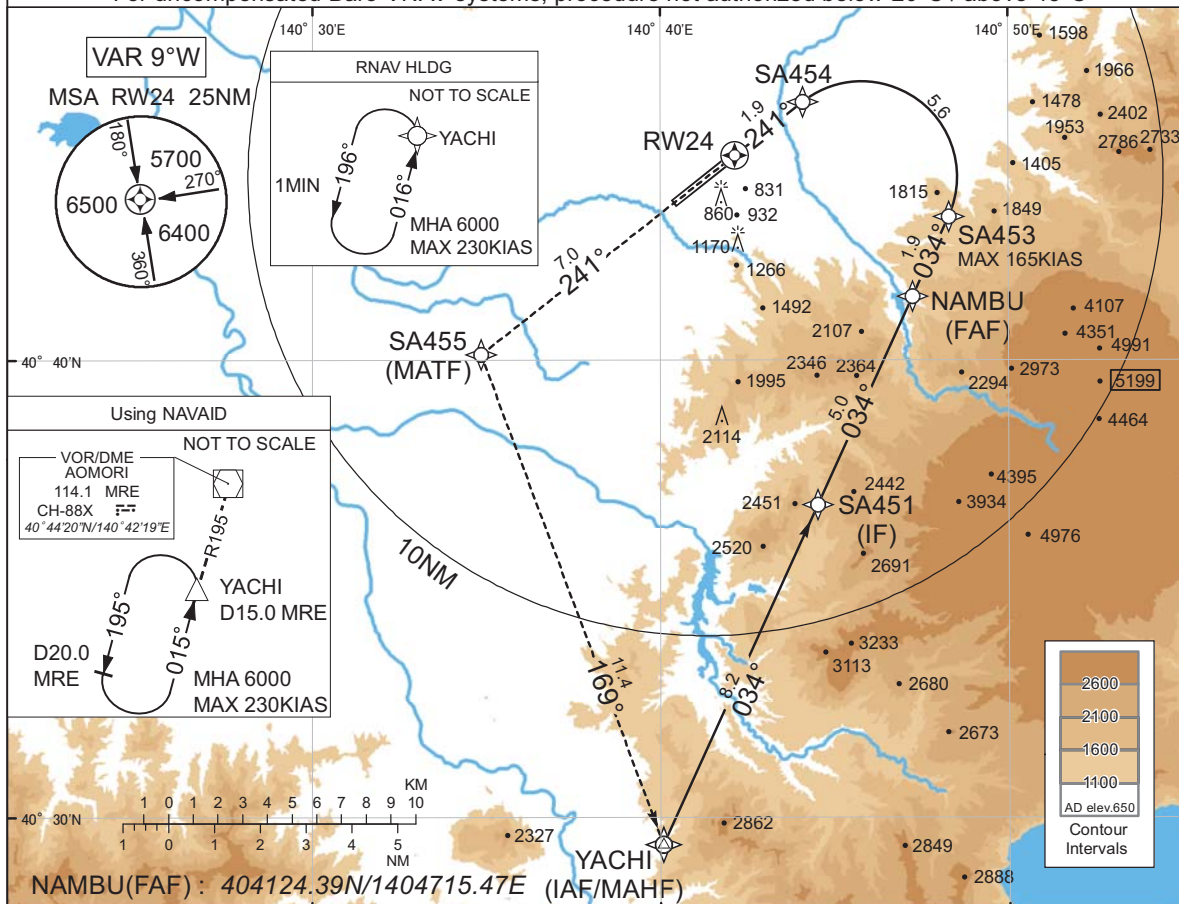 140° 30'E
140° 40'E
140° 50'E
VAR 9°W
MSA RW24 25NM
180°
5700
270°
6500
6400
360°
RNAV HLDG
NOT TO SCALE
YACHI
196°
016°
1MIN
MHA 6000
MAX 230KIAS
SA454
1.9
241°
5.6
RW24
1598
1966
1478
2402
1953
2786
2733
1405
831
860
932
1170
1266
1815
1849
SA453
MAX 165KIAS
1.9
034°
NAMBU
(FAF)
7.0
241°
1492
2107
4107
4351
4991
SA455
(MATF)
40° 40'N
2346
2364
1995
2294
2973
5199
2114
4464
5.0
034°
Using NAVAID
NOT TO SCALE
VOR/DME
AOMORI
114.1 MRE
CH-88X
40°44'20"N/140°42'19"E
R195
YACHI
D15.0 MRE
195°
015°
D20.0
MRE
MHA 6000
MAX 230KIAS
2442
2451
SA451
(IF)
4395
3934
2520
2691
4976
10NM
3233
3113
2680
2673
11.4
169°
8.2
034°
2600
2100
1600
1100
AD elev.650
Contour
Intervals
KM
1 0 1 2 3 4 5 6 7 8 9 10
1 0 1 2 3 4 5
NM
40° 30'N
2327
2862
2849
2888
YACHI
(IAF/MAHF)
NAMBU(FAF) : 404124.39N/1404715.47E